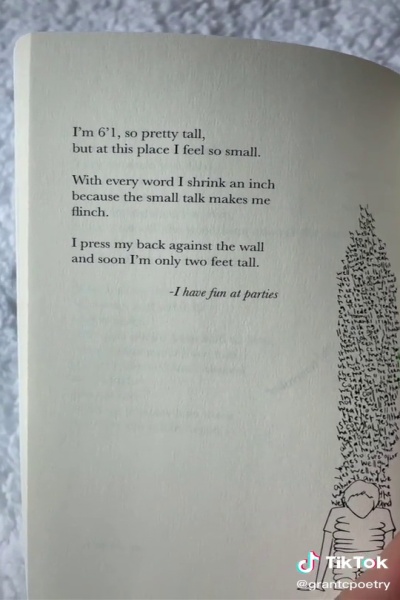 I'm 6'1, so pretty tall,
but at this place I feel so small.
With every word I shrink an inch
because the small talk makes me
flinch.
I press my back against the wall
and soon I'm only two feet tall.
-I have fun at parties
TikTok
@grantcpoetry